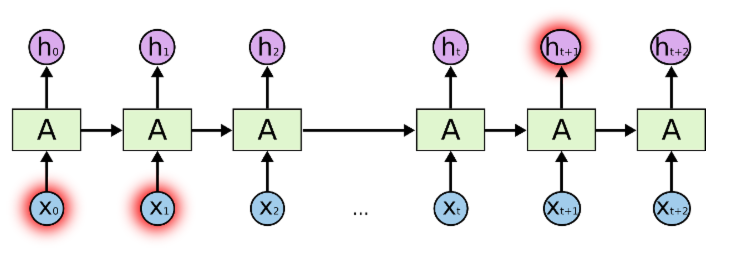 h₀ h₁ h₂ hₜ hₜ₊₁ hₜ₊₂
A A A A A A
x₀ x₁ x₂ ... xₜ xₜ₊₁ xₜ₊₂